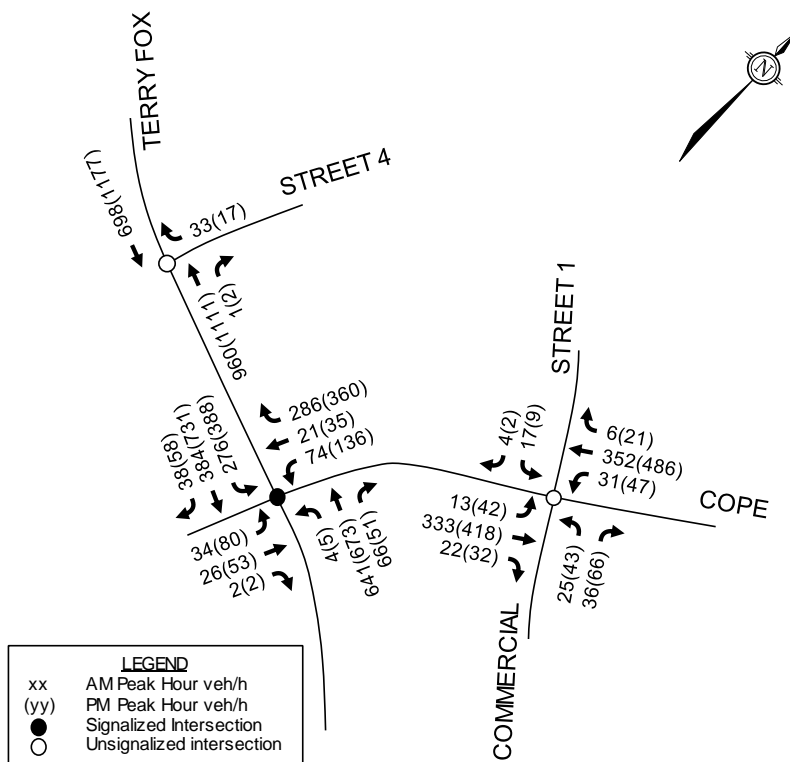 TERRY FOX
N
STREET 4
698(1177)
33(17)
1(2)
960(1111)
STREET 1
286(360)
21(35)
74(136)
276(388)
384(731)
38(58)
4(2)
17(9)
6(21)
352(486)
31(47)
COPE
13(42)
333(418)
22(32)
34(80)
26(53)
2(2)
4(5)
641(673)
66(51)
25(43)
36(66)
COMMERCIAL
LEGEND
xx AM Peak Hour veh/h
(yy) PM Peak Hour veh/h
Signalized Intersection
Unsignalized intersection